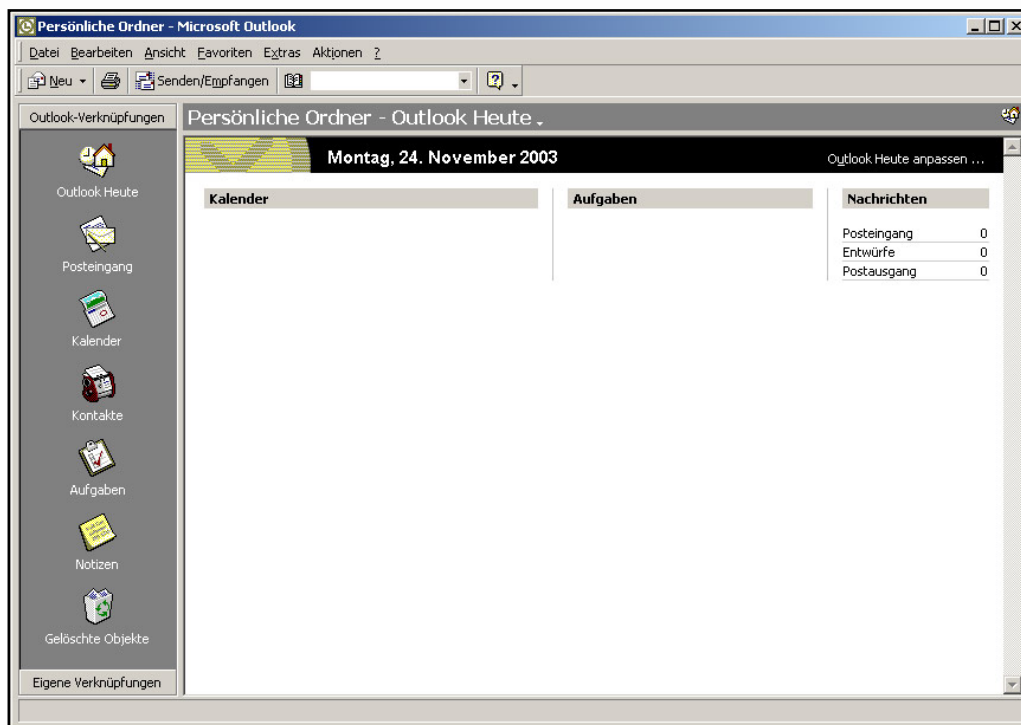 Persönliche Ordner - Microsoft Outlook
Datei Bearbeiten Ansicht Favoriten Extras Aktionen ?
Neu Senden/Empfangen
Outlook-Verknüpfungen
Persönliche Ordner - Outlook Heute
Montag, 24. November 2003
Outlook Heute anpassen ...
Outlook Heute
Posteingang
Kalender
Kontakte
Aufgaben
Notizen
Gelöschte Objekte
Eigene Verknüpfungen
Kalender
Aufgaben
Nachrichten
Posteingang 0
Entwürfe 0
Postausgang 0